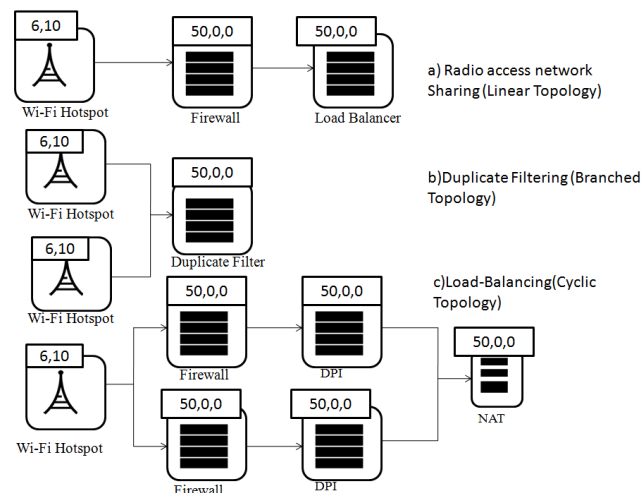 6,10
50,0,0
50,0,0
Wi-Fi Hotspot
Firewall
Load Balancer
a) Radio access network
Sharing (Linear Topology)
6,10
Wi-Fi Hotspot
50,0,0
Duplicate Filter
b)Duplicate Filtering (Branched
Topology)
6,10
Wi-Fi Hotspot
c)Load-Balancing(Cyclic
Topology)
50,0,0
50,0,0
Firewall
DPI
6,10
Wi-Fi Hotspot
50,0,0
NAT
50,0,0
50,0,0
Firewall
DPI